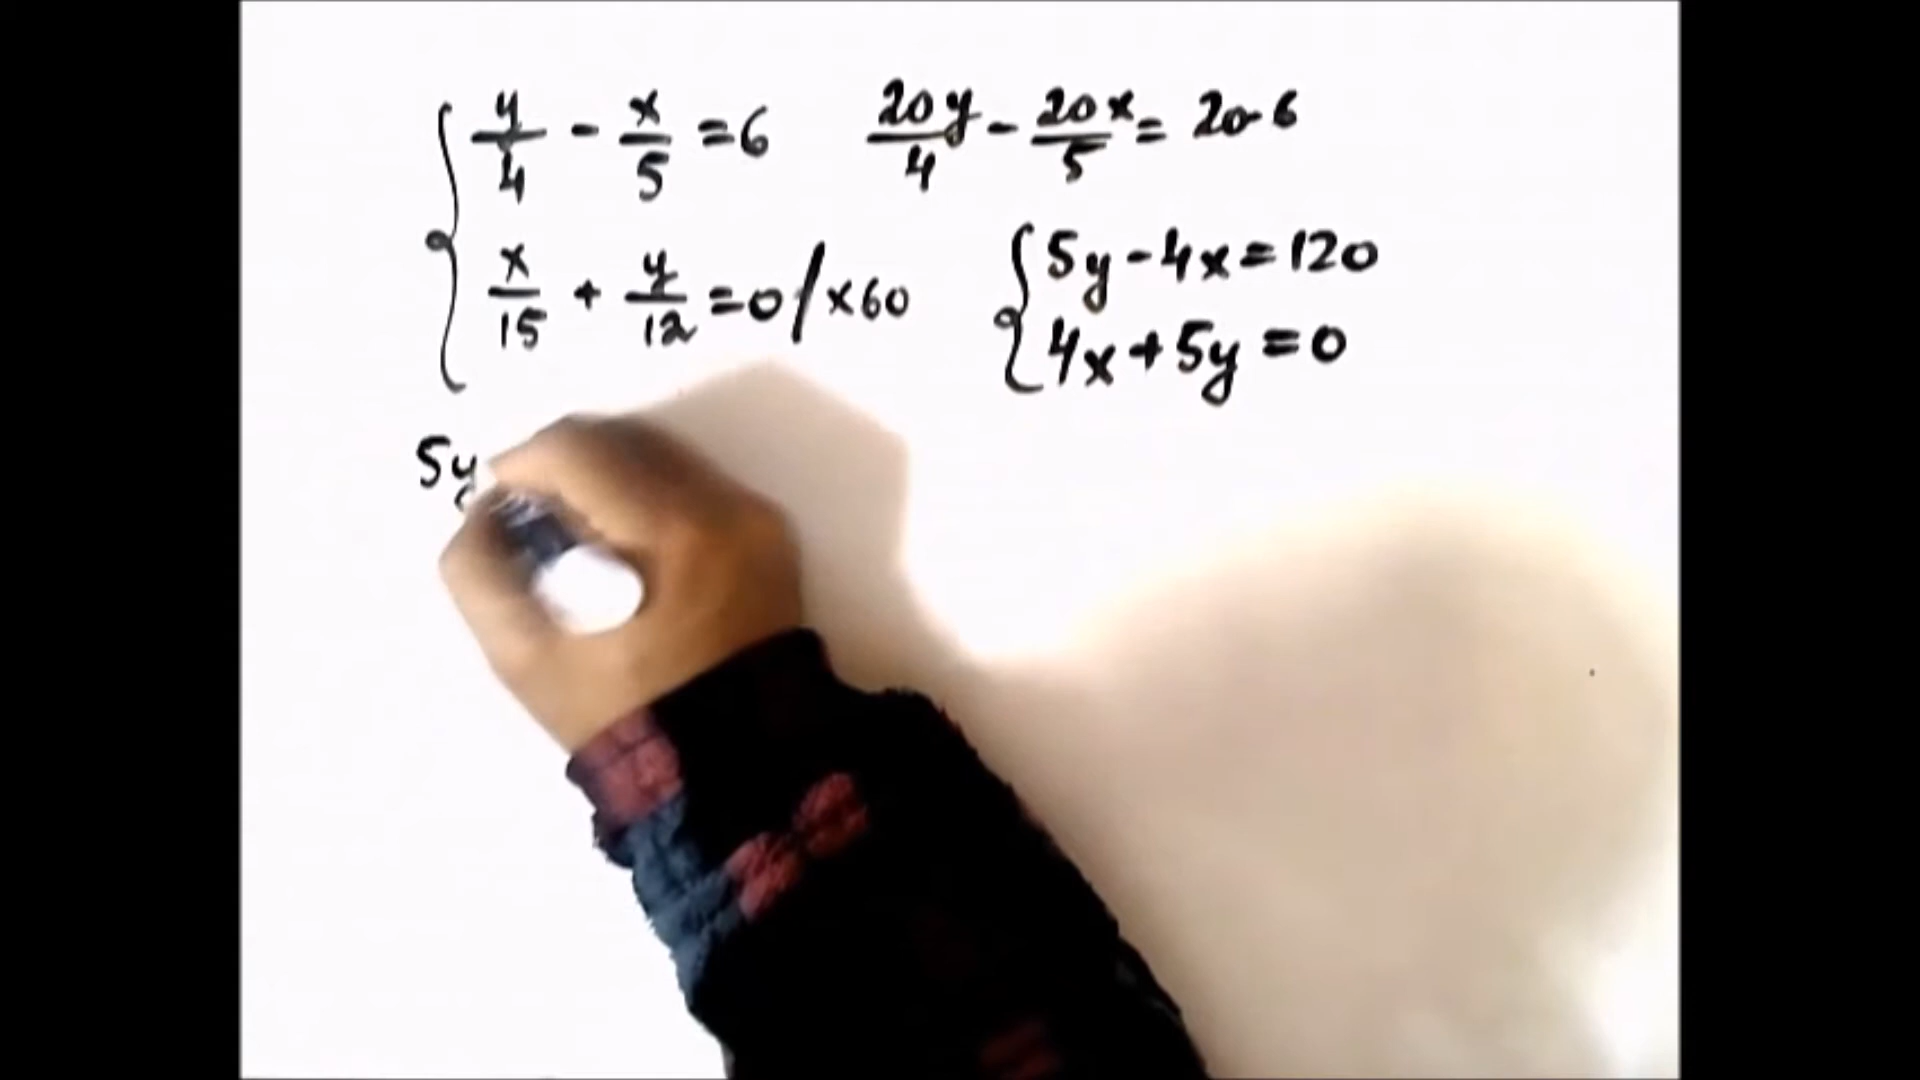 y/4 - x/5 = 6
20y/4 - 20x/5 = 20·6
x/15 + y/12 = 0 / ×60
5y - 4x = 120
4x + 5y = 0
5y